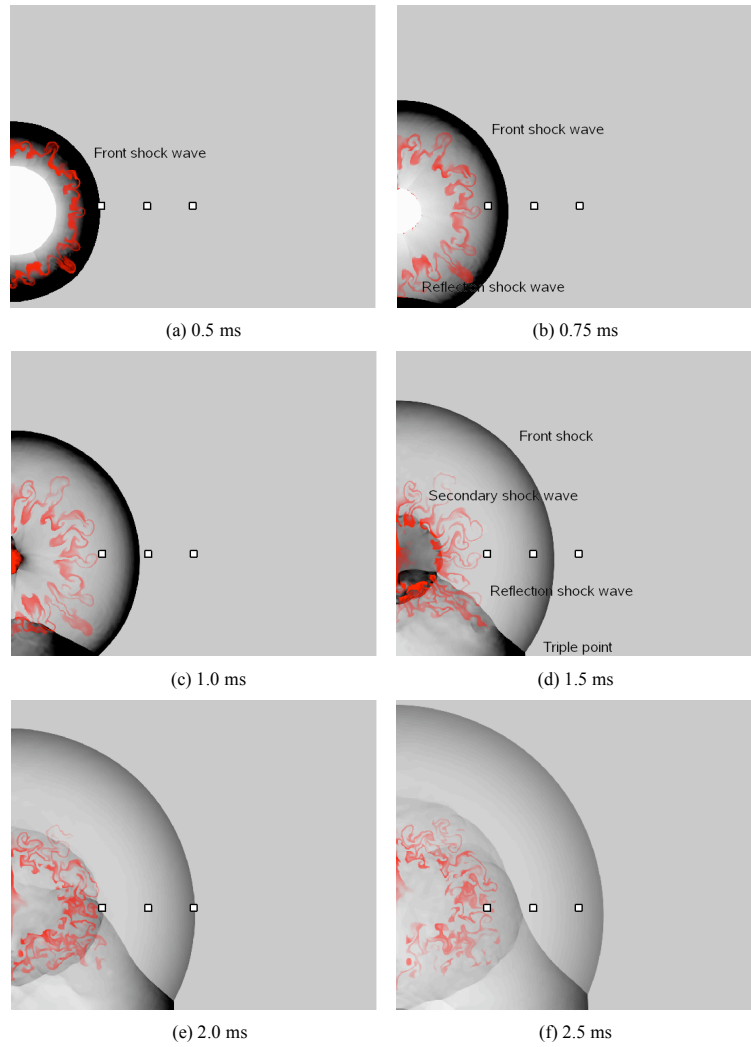 Front shock wave
Front shock wave
Reflection shock wave
(a) 0.5 ms
(b) 0.75 ms
Front shock
Secondary shock wave
Reflection shock wave
Triple point
(c) 1.0 ms
(d) 1.5 ms
(e) 2.0 ms
(f) 2.5 ms